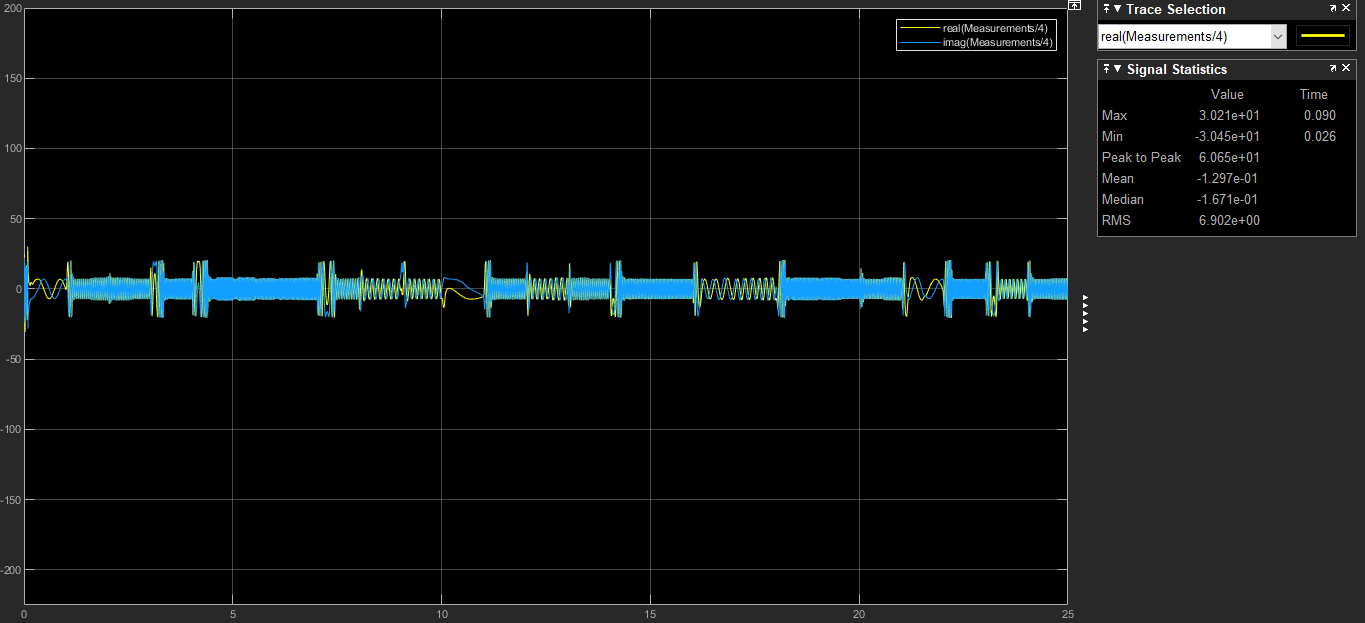 200
150
100
50
0
-50
-100
-150
-200
0 5 10 15 20 25
real(Measurements/4)
imag(Measurements/4)
Trace Selection
real(Measurements/4)
Signal Statistics
Value Time
Max 3.021e+01 0.090
Min -3.045e+01 0.026
Peak to Peak 6.065e+01
Mean -1.297e-01
Median -1.671e-01
RMS 6.902e+00